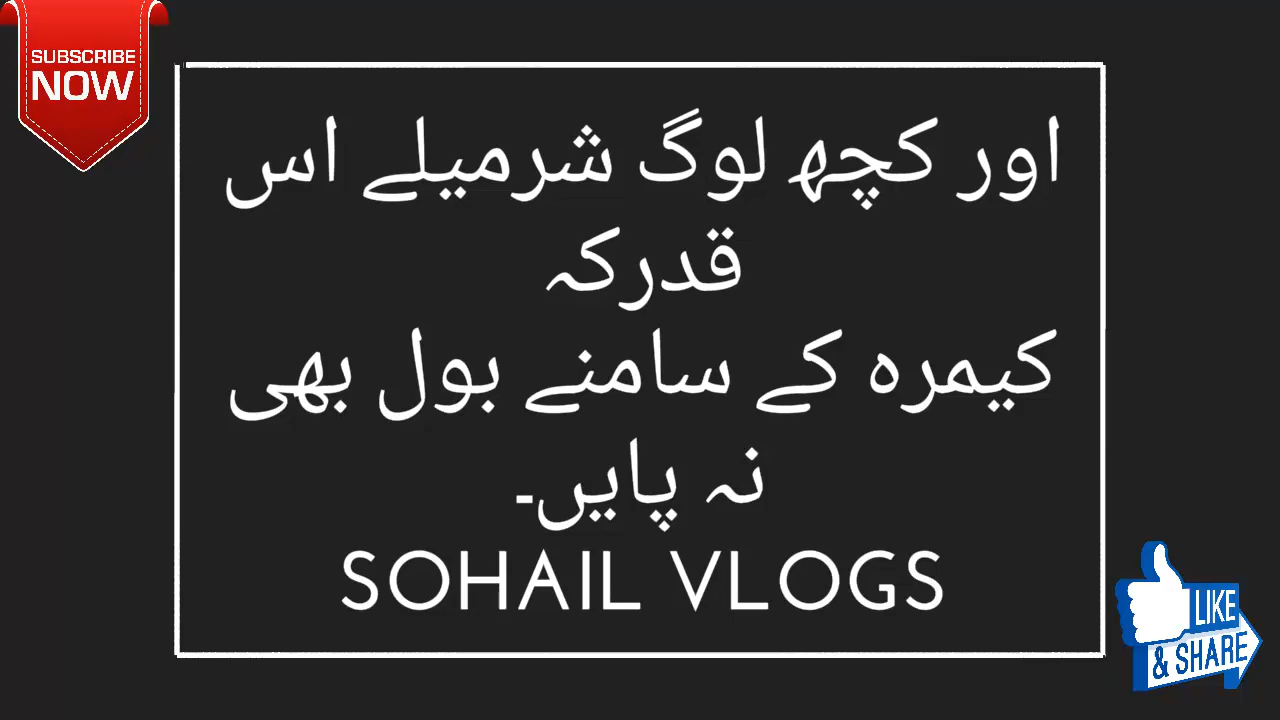 SUBSCRIBE
NOW
اور کچھ لوگ شرمیلے اس
قدرکہ
کیمرہ کے سامنے بول بھی
نہ پایں۔
SOHAIL VLOGS
LIKE
& SHARE